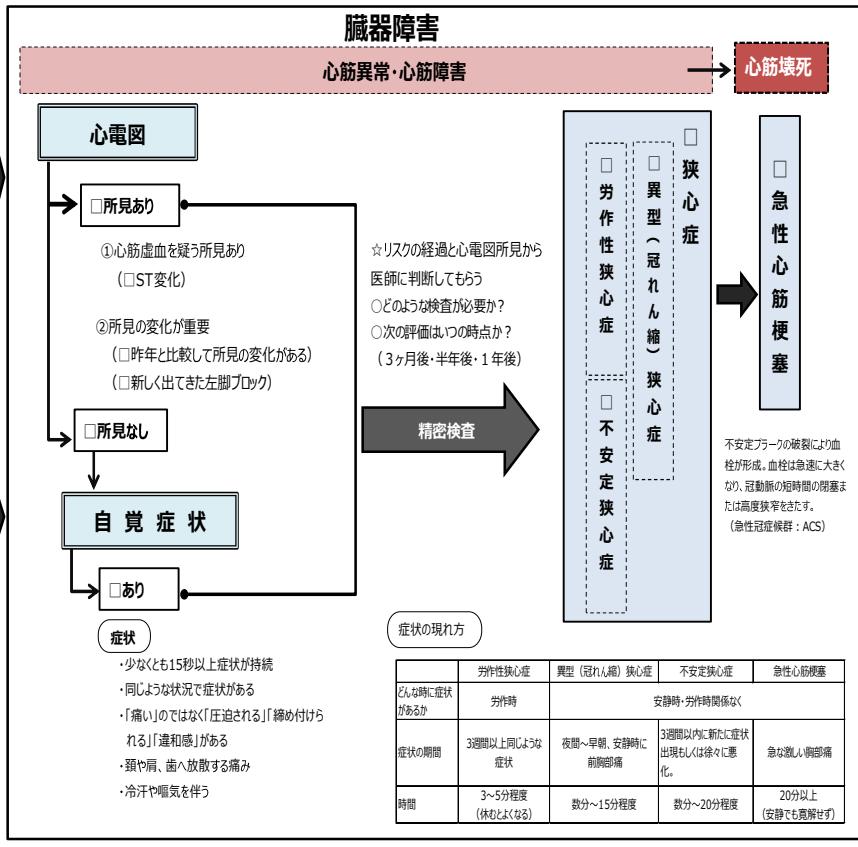 臓器障害
心筋異常・心筋障害
心筋壊死
心電図
□所見あり
①心筋虚血を疑う所見あり
(□ST変化)
②所見の変化が重要
(□昨年と比較して所見の変化がある)
(□新しく出てきた左脚ブロック)
□所見なし
自覚症状
□あり
症状
・少なくとも15秒以上症状が持続
・同じような状況で症状がある
・「痛い」のではなく「圧迫される」「締め付けら
れる」「違和感」がある
・頚や肩、歯へ放散する痛み
・冷汗や嘔気を伴う
☆リスクの経過と心電図所見から
医師に判断してもらう
○どのような検査が必要か？
○次の評価はいつの時点か？
(３ヶ月後・半年後・１年後)
精密検査
□狭心症
□異型(冠れん縮)狭心症
□労作性狭心症
□不安定狭心症
□急性心筋梗塞
不安定プラークの破裂により血
栓が形成。血栓は急速に大きく
なり、冠動脈の短時間の閉塞ま
たは高度狭窄をきたす。
(急性冠症候群：ACS)
症状の現れ方
労作性狭心症 異型（冠れん縮）狭心症 不安定狭心症 急性心筋梗塞
どんな時に症状
があるか
労作時
安静時・労作時関係なく
症状の期間
3週間以上同じような
症状
夜間～早朝、安静時に
前胸部痛
3週間以内に新たに症状
出現もしくは徐々に悪
化。
急な激しい胸部痛
時間
3～5分程度
(休むとよくなる)
数分～15分程度
数分～20分程度
20分以上
(安静でも寛解せず)